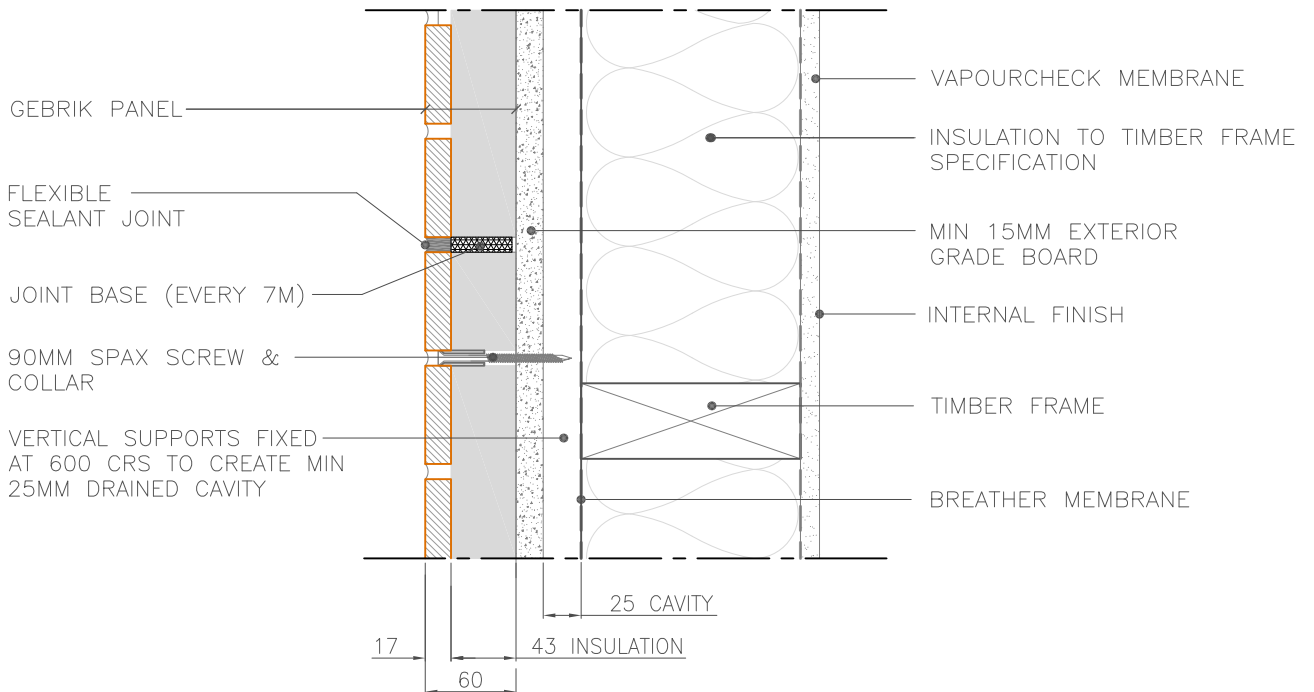 GEBRIK PANEL
FLEXIBLE
SEALANT JOINT
JOINT BASE (EVERY 7M)
90MM SPAX SCREW &
COLLAR
VERTICAL SUPPORTS FIXED
AT 600 CRS TO CREATE MIN
25MM DRAINED CAVITY
VAPOURCHECK MEMBRANE
INSULATION TO TIMBER FRAME
SPECIFICATION
MIN 15MM EXTERIOR
GRADE BOARD
INTERNAL FINISH
TIMBER FRAME
BREATHER MEMBRANE
25 CAVITY
17
43 INSULATION
60